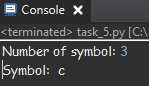 Console
<terminated> task_5.py [C:\
Number of symbol: 3
Symbol: c